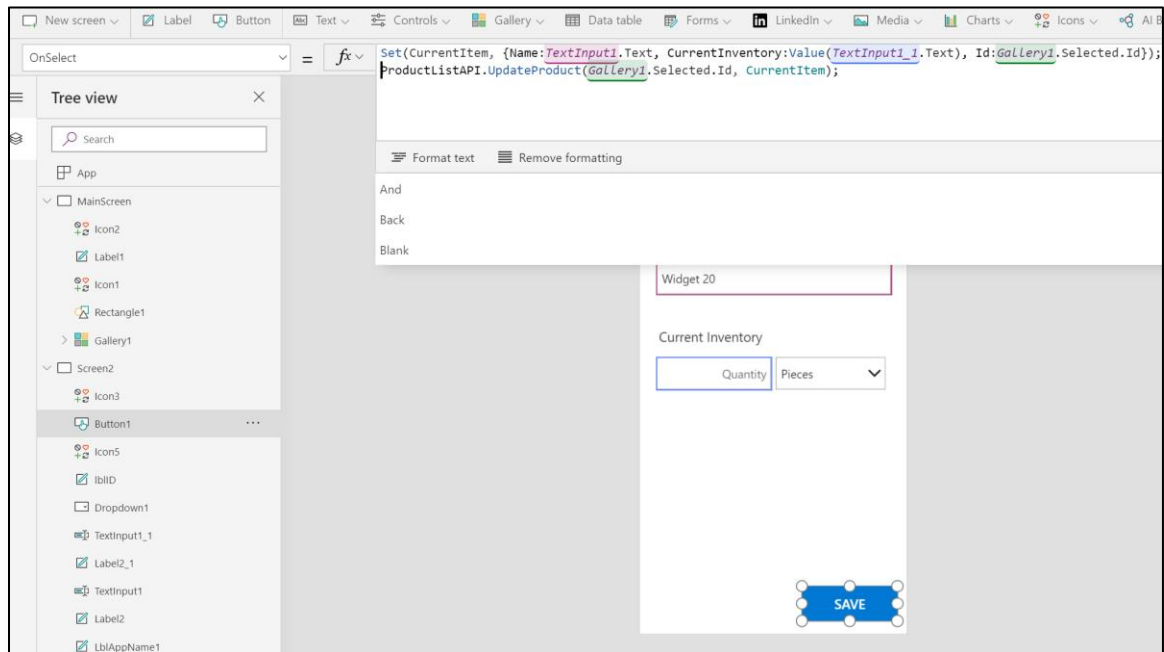 New screen Label Button Text Controls Gallery Data table Forms LinkedIn Media Charts Icons AI B
OnSelect = fx Set(CurrentItem, {Name:TextInput1.Text, CurrentInventory:Value(TextInput1_1.Text), Id:Gallery1.Selected.Id});
ProductListAPI.UpdateProduct(Gallery1.Selected.Id, CurrentItem);
Tree view
Search
Format text Remove formatting
App
And
MainScreen
Back
Icon2
Blank
Label1
Widget 20
Icon1
Rectangle1
Current Inventory
Gallery1
Screen2
Quantity Pieces
Icon3
Button1 ...
Icon5
lblID
Dropdown1
TextInput1_1
Label2_1
TextInput1
SAVE
Label2
LblAppName1